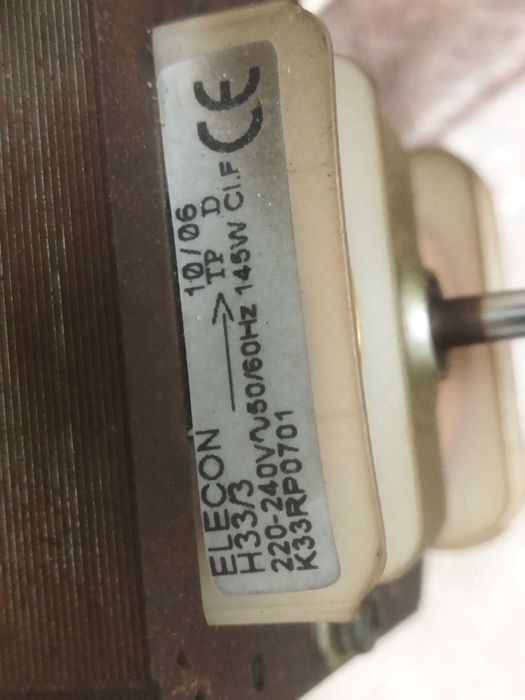 ELECON 10/06
H33/3 TP D
220-240V∿50/60Hz 145W Cl.F
K33RP0701
CE